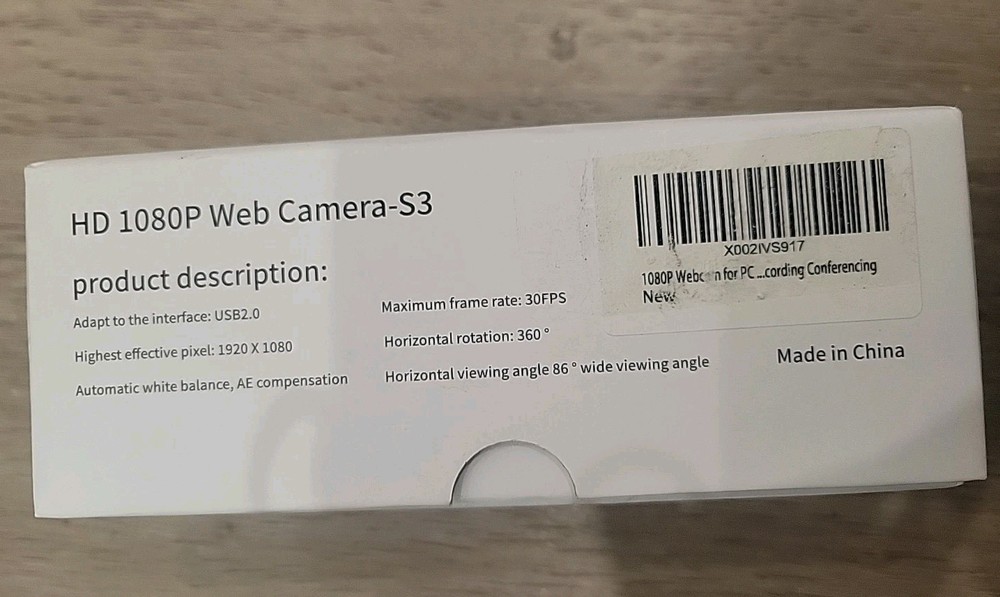 HD 1080P Web Camera-S3
product description:
Adapt to the interface: USB2.0
Highest effective pixel: 1920 X 1080
Automatic white balance, AE compensation
Maximum frame rate: 30FPS
Horizontal rotation: 360°
Horizontal viewing angle 86° wide viewing angle
X002IVS917
1080P for PC ...cording Conferencing
New
Made in China